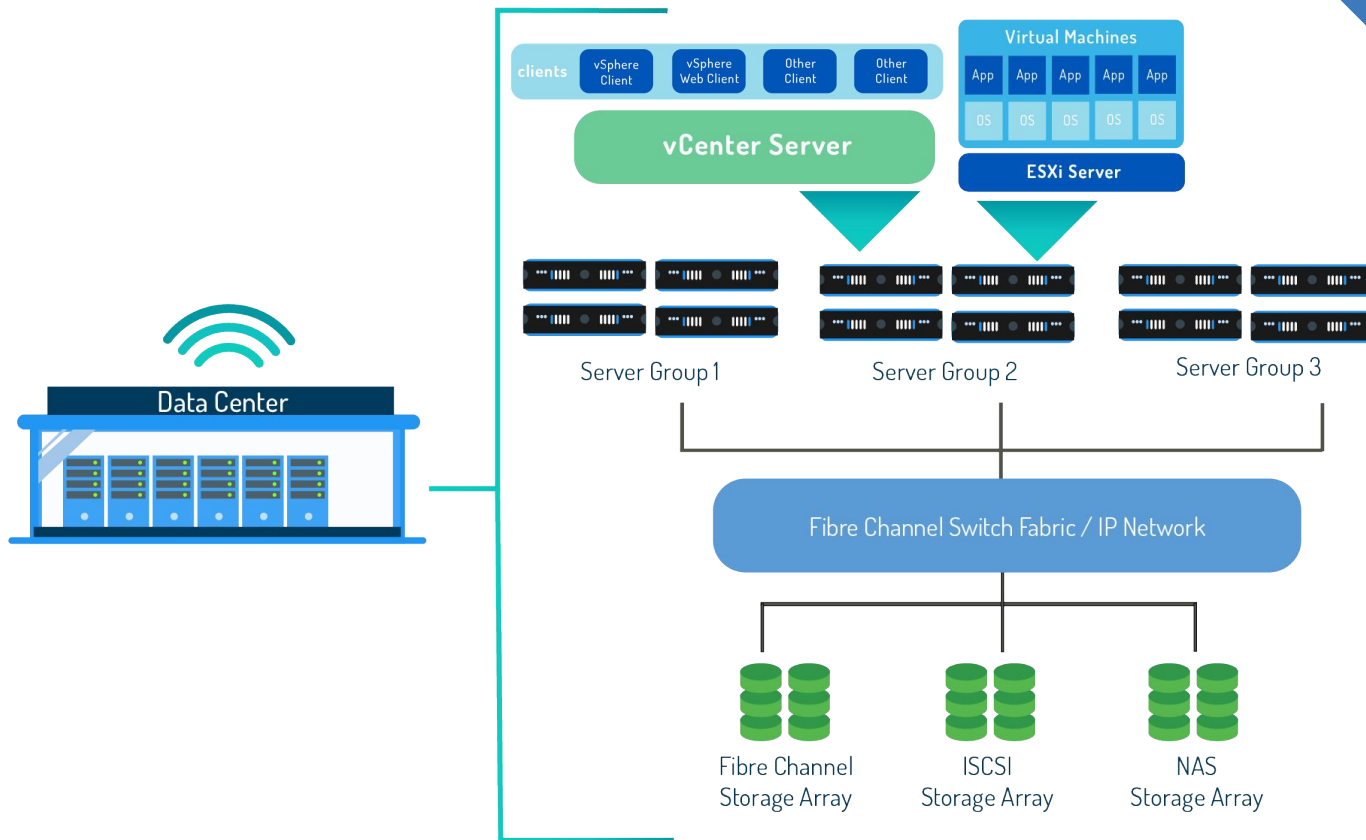 clients
vSphere
Client
vSphere
Web Client
Other
Client
Other
Client
Virtual Machines
App App App App App
OS OS OS OS OS
vCenter Server
ESXi Server
Server Group 1
Server Group 2
Server Group 3
Data Center
Fibre Channel Switch Fabric / IP Network
Fibre Channel
Storage Array
ISCSI
Storage Array
NAS
Storage Array